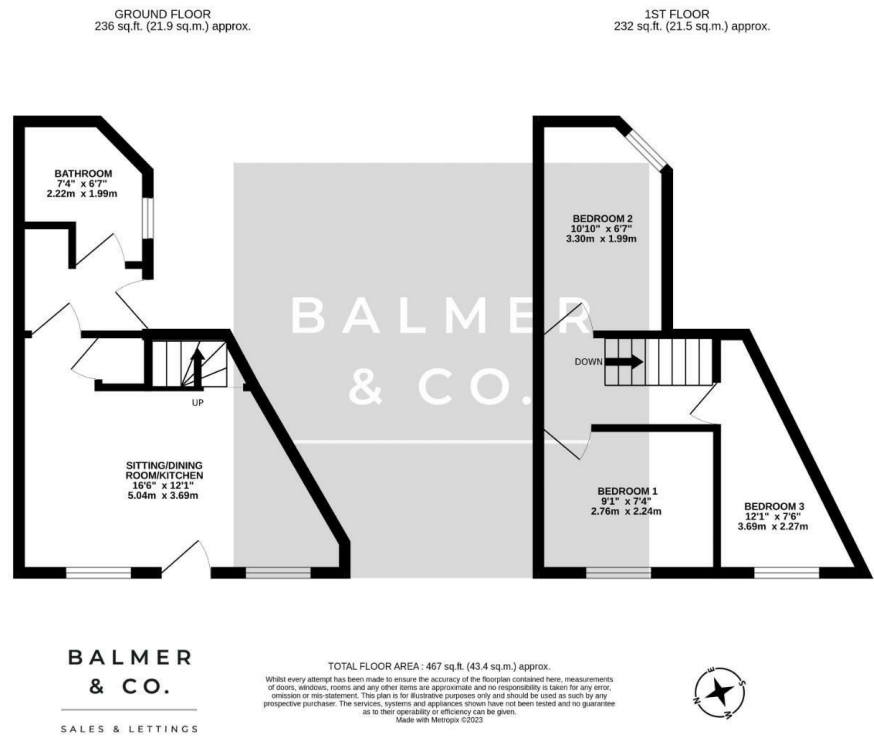 GROUND FLOOR
236 sq.ft. (21.9 sq.m.) approx.
1ST FLOOR
232 sq.ft. (21.5 sq.m.) approx.
BATHROOM
7'4" x 6'7"
2.22m x 1.99m
UP
SITTING/DINING
ROOM/KITCHEN
16'6" x 12'1"
5.04m x 3.69m
BEDROOM 2
10'10" x 6'7"
3.30m x 1.99m
DOWN
BEDROOM 1
9'1" x 7'4"
2.76m x 2.24m
BEDROOM 3
12'1" x 7'6"
3.69m x 2.27m
BALMER
& CO.
BALMER
& CO.
SALES & LETTINGS
TOTAL FLOOR AREA : 467 sq.ft. (43.4 sq.m.) approx.
Whilst every attempt has been made to ensure the accuracy of the floorplan contained here, measurements
of doors, windows, rooms and any other items are approximate and no responsibility is taken for any error,
omission or mis-statement. This plan is for illustrative purposes only and should be used as such by any
prospective purchaser. The services, systems and appliances shown have not been tested and no guarantee
as to their operability or efficiency can be given.
Made with Metropix ©2023
N
E
S
W